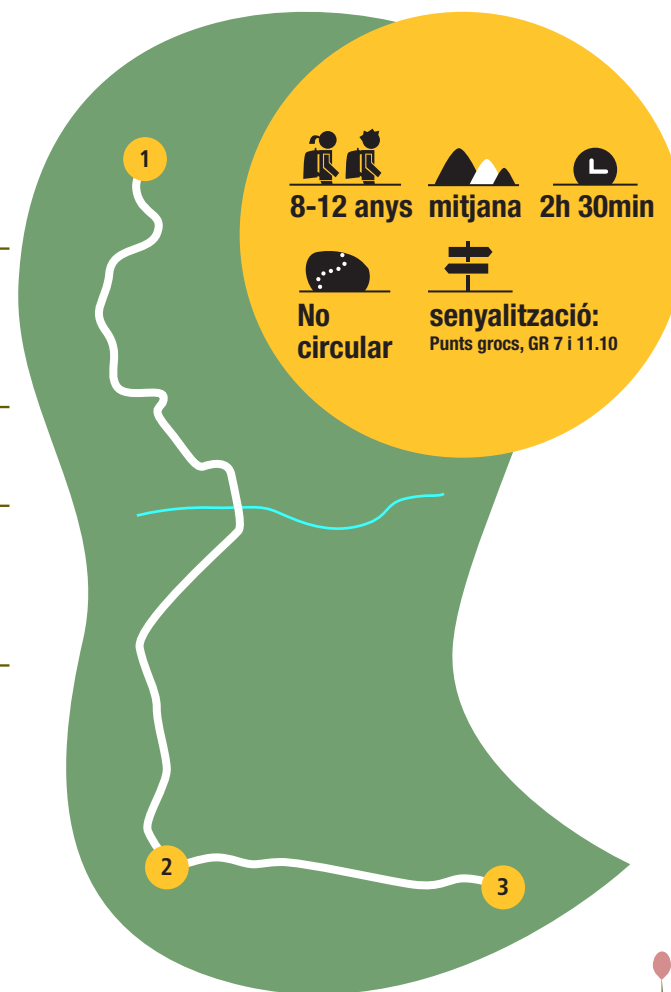 1
8-12 anys mitjana 2h 30min
No
circular
senyalització:
Punts grocs, GR 7 i 11.10
2
3